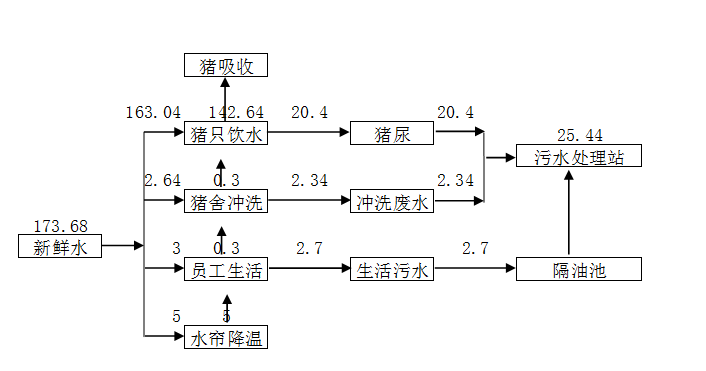 猪吸收
163.04 142.64 20.4 20.4
猪只饮水 猪尿
25.44
污水处理站
2.64 0.3 2.34 2.34
猪舍冲洗 冲洗废水
173.68
新鲜水
3 0.3 2.7 2.7
员工生活 生活污水 隔油池
5 5
水帘降温